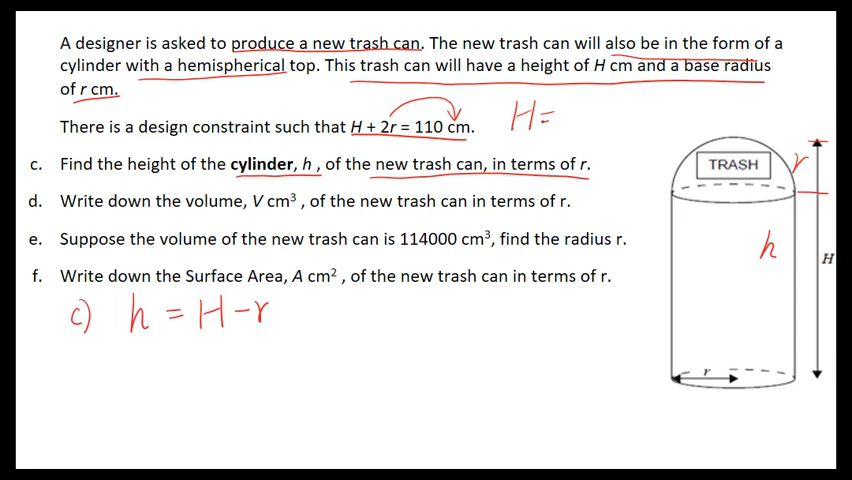 A designer is asked to produce a new trash can. The new trash can will also be in the form of a
cylinder with a hemispherical top. This trash can will have a height of H cm and a base radius
of r cm.
There is a design constraint such that H + 2r = 110 cm. H=
c. Find the height of the cylinder, h , of the new trash can, in terms of r.
TRASH r
d. Write down the volume, V cm³ , of the new trash can in terms of r.
e. Suppose the volume of the new trash can is 114000 cm³, find the radius r.
h H
f. Write down the Surface Area, A cm² , of the new trash can in terms of r.
c) h = H - r
r